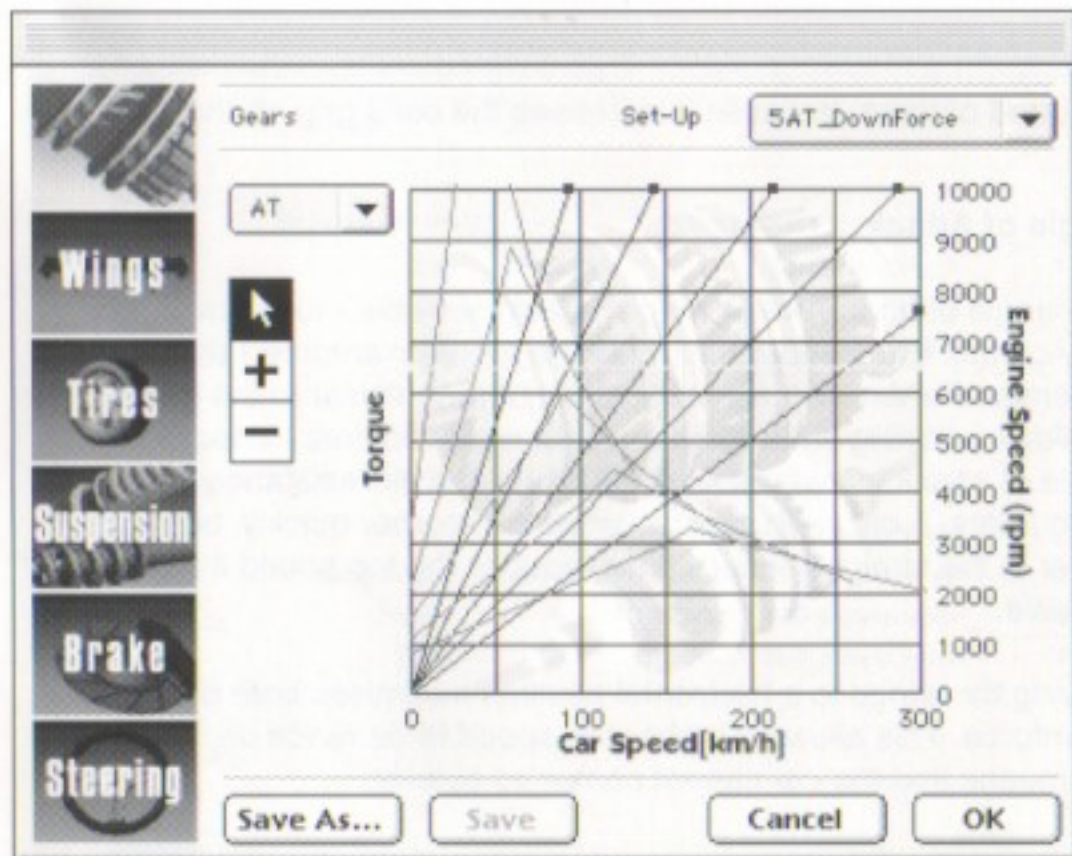 Gears
Set-Up
5AT_DownForce
AT
Wings
Tires
Suspension
Brake
Steering
+
−
Torque
10000
9000
8000
7000
6000
5000
4000
3000
2000
1000
0
Engine Speed (rpm)
0 100 200 300
Car Speed[km/h]
Save As...
Save
Cancel
OK